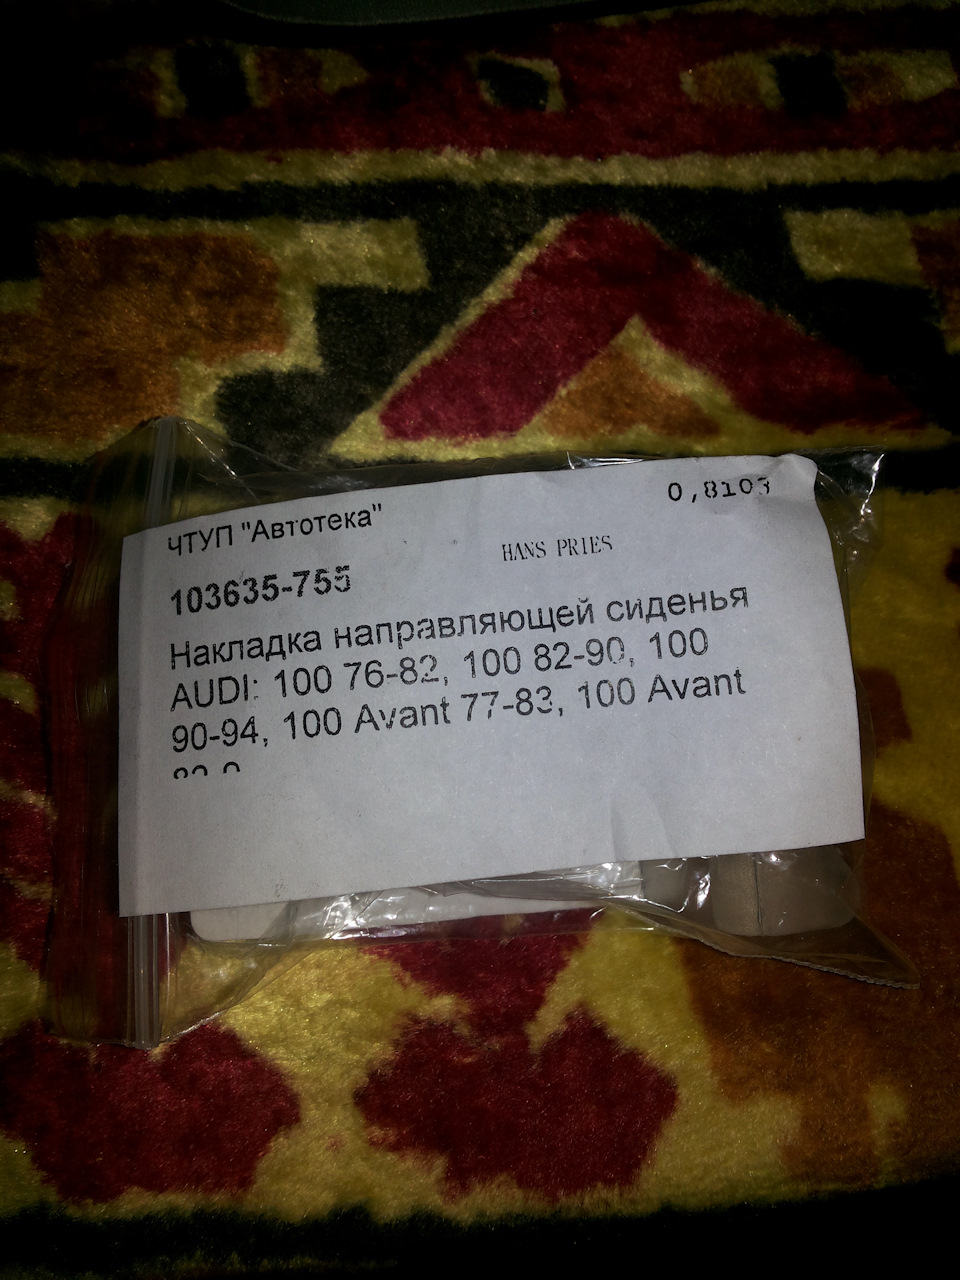 0,8103
ЧТУП "Автотека"
HANS PRIES
103635-755
Накладка направляющей сиденья
AUDI: 100 76-82, 100 82-90, 100
90-94, 100 Avant 77-83, 100 Avant